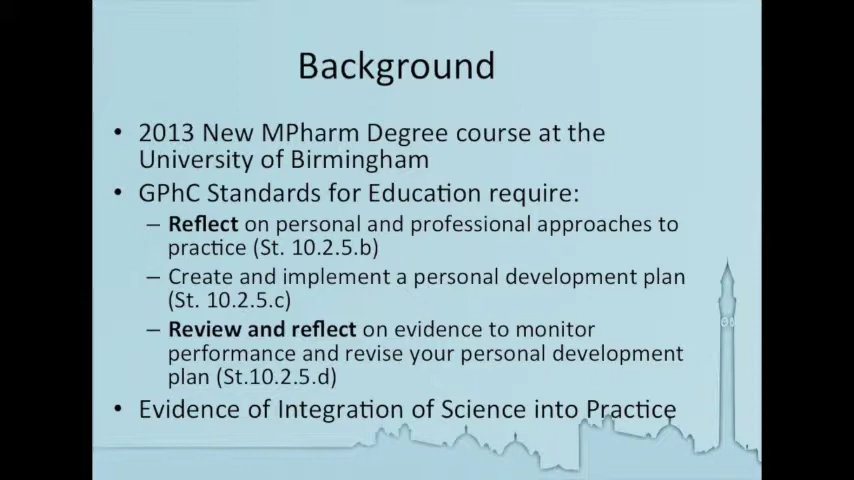 Background
• 2013 New MPharm Degree course at the
University of Birmingham
• GPhC Standards for Education require:
– Reflect on personal and professional approaches to
practice (St. 10.2.5.b)
– Create and implement a personal development plan
(St. 10.2.5.c)
– Review and reflect on evidence to monitor
performance and revise your personal development
plan (St.10.2.5.d)
• Evidence of Integration of Science into Practice